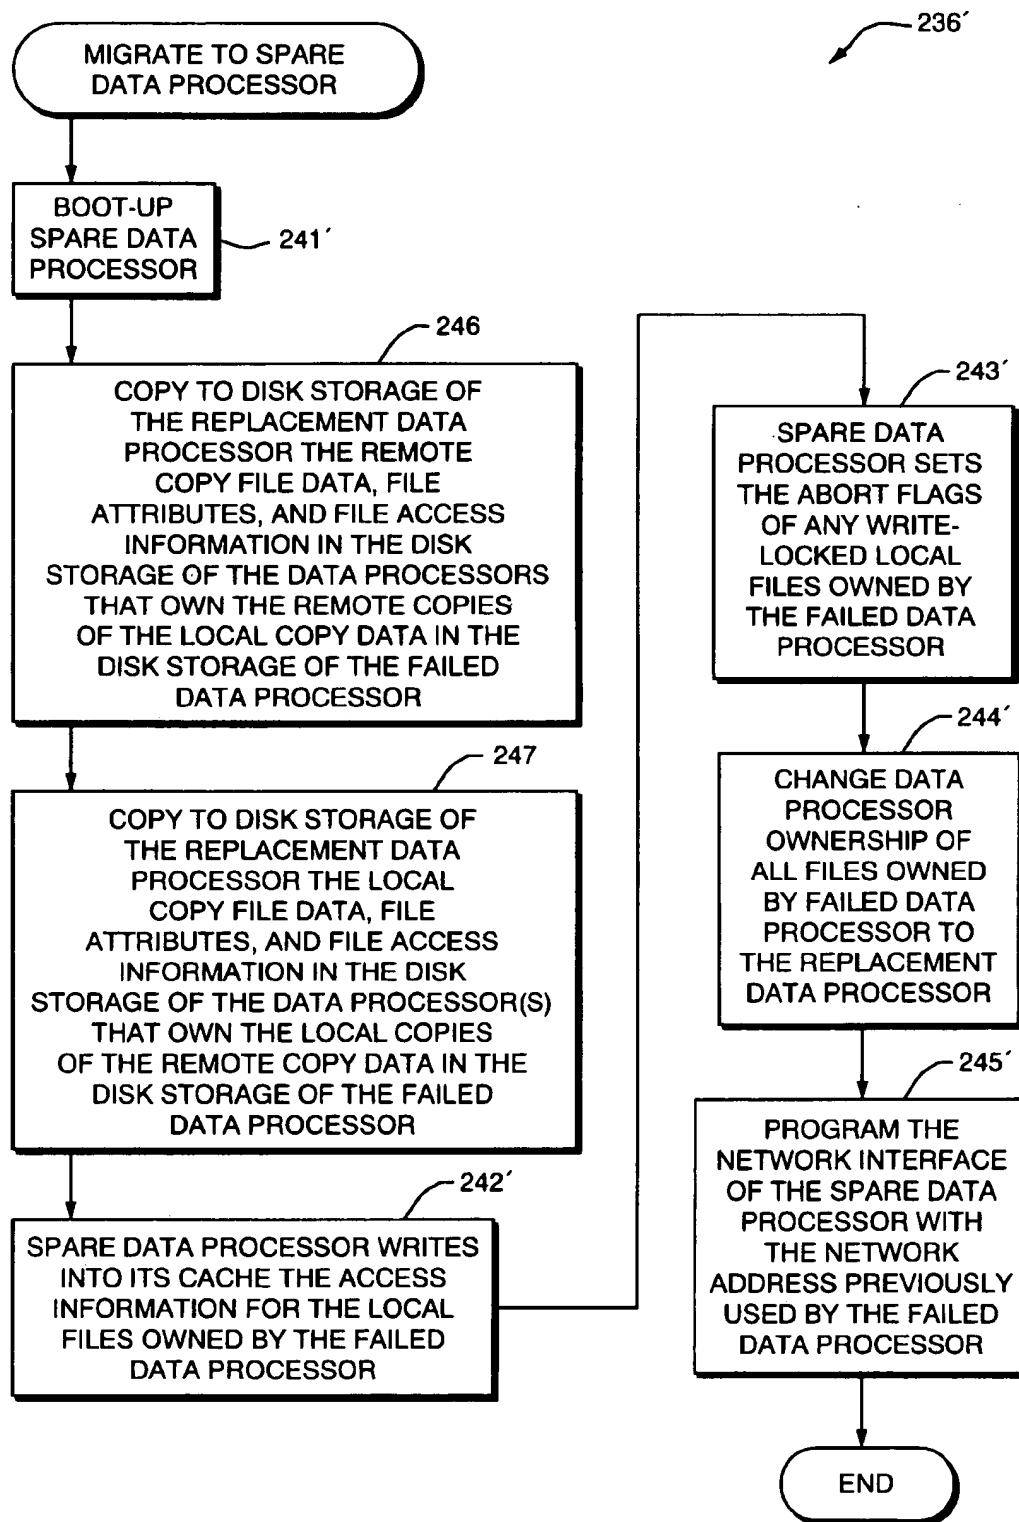 236´
MIGRATE TO SPARE
DATA PROCESSOR
BOOT-UP
SPARE DATA
PROCESSOR
241´
246
COPY TO DISK STORAGE OF
THE REPLACEMENT DATA
PROCESSOR THE REMOTE
COPY FILE DATA, FILE
ATTRIBUTES, AND FILE ACCESS
INFORMATION IN THE DISK
STORAGE OF THE DATA PROCESSORS
THAT OWN THE REMOTE COPIES
OF THE LOCAL COPY DATA IN THE
DISK STORAGE OF THE FAILED
DATA PROCESSOR
247
COPY TO DISK STORAGE OF
THE REPLACEMENT DATA
PROCESSOR THE LOCAL
COPY FILE DATA, FILE
ATTRIBUTES, AND FILE ACCESS
INFORMATION IN THE DISK
STORAGE OF THE DATA PROCESSOR(S)
THAT OWN THE LOCAL COPIES
OF THE REMOTE COPY DATA IN THE
DISK STORAGE OF THE FAILED
DATA PROCESSOR
242´
SPARE DATA PROCESSOR WRITES
INTO ITS CACHE THE ACCESS
INFORMATION FOR THE LOCAL
FILES OWNED BY THE FAILED
DATA PROCESSOR
243´
SPARE DATA
PROCESSOR SETS
THE ABORT FLAGS
OF ANY WRITE-
LOCKED LOCAL
FILES OWNED BY
THE FAILED DATA
PROCESSOR
244´
CHANGE DATA
PROCESSOR
OWNERSHIP OF
ALL FILES OWNED
BY FAILED DATA
PROCESSOR TO
THE REPLACEMENT
DATA PROCESSOR
245´
PROGRAM THE
NETWORK INTERFACE
OF THE SPARE DATA
PROCESSOR WITH
THE NETWORK
ADDRESS PREVIOUSLY
USED BY THE FAILED
DATA PROCESSOR
END